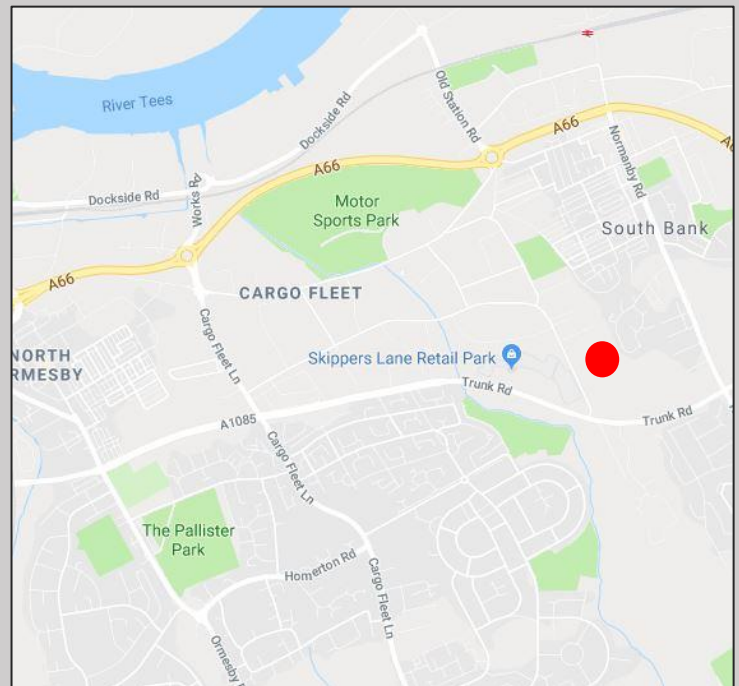 River Tees
Dockside Rd
Old Station Rd
A66
Normanby Rd
A66
Dockside Rd
Works Rd
Motor
Sports Park
South Bank
A66
CARGO FLEET
Cargo Fleet Ln
NORTH
RMESBY
Skippers Lane Retail Park
Trunk Rd
Trunk Rd
A1085
Cargo Fleet Ln
The Pallister
Park
Homerton Rd
Cargo Fleet Ln
Ormesby